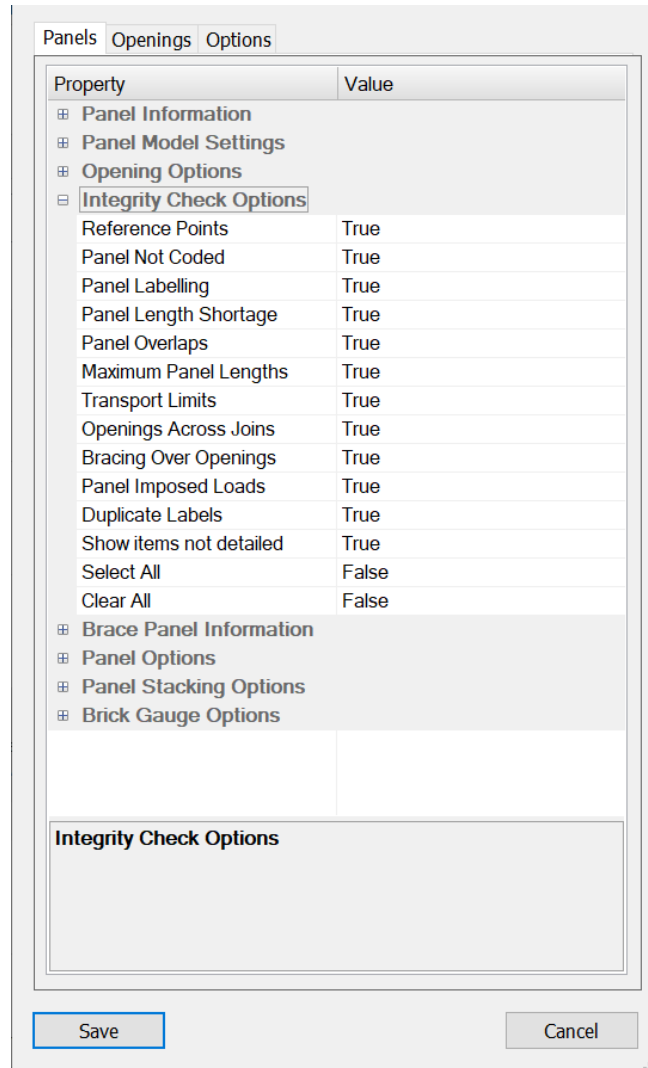 Panels Openings Options
Property Value
Panel Information
Panel Model Settings
Opening Options
Integrity Check Options
Reference Points True
Panel Not Coded True
Panel Labelling True
Panel Length Shortage True
Panel Overlaps True
Maximum Panel Lengths True
Transport Limits True
Openings Across Joins True
Bracing Over Openings True
Panel Imposed Loads True
Duplicate Labels True
Show items not detailed True
Select All False
Clear All False
Brace Panel Information
Panel Options
Panel Stacking Options
Brick Gauge Options
Integrity Check Options
Save Cancel